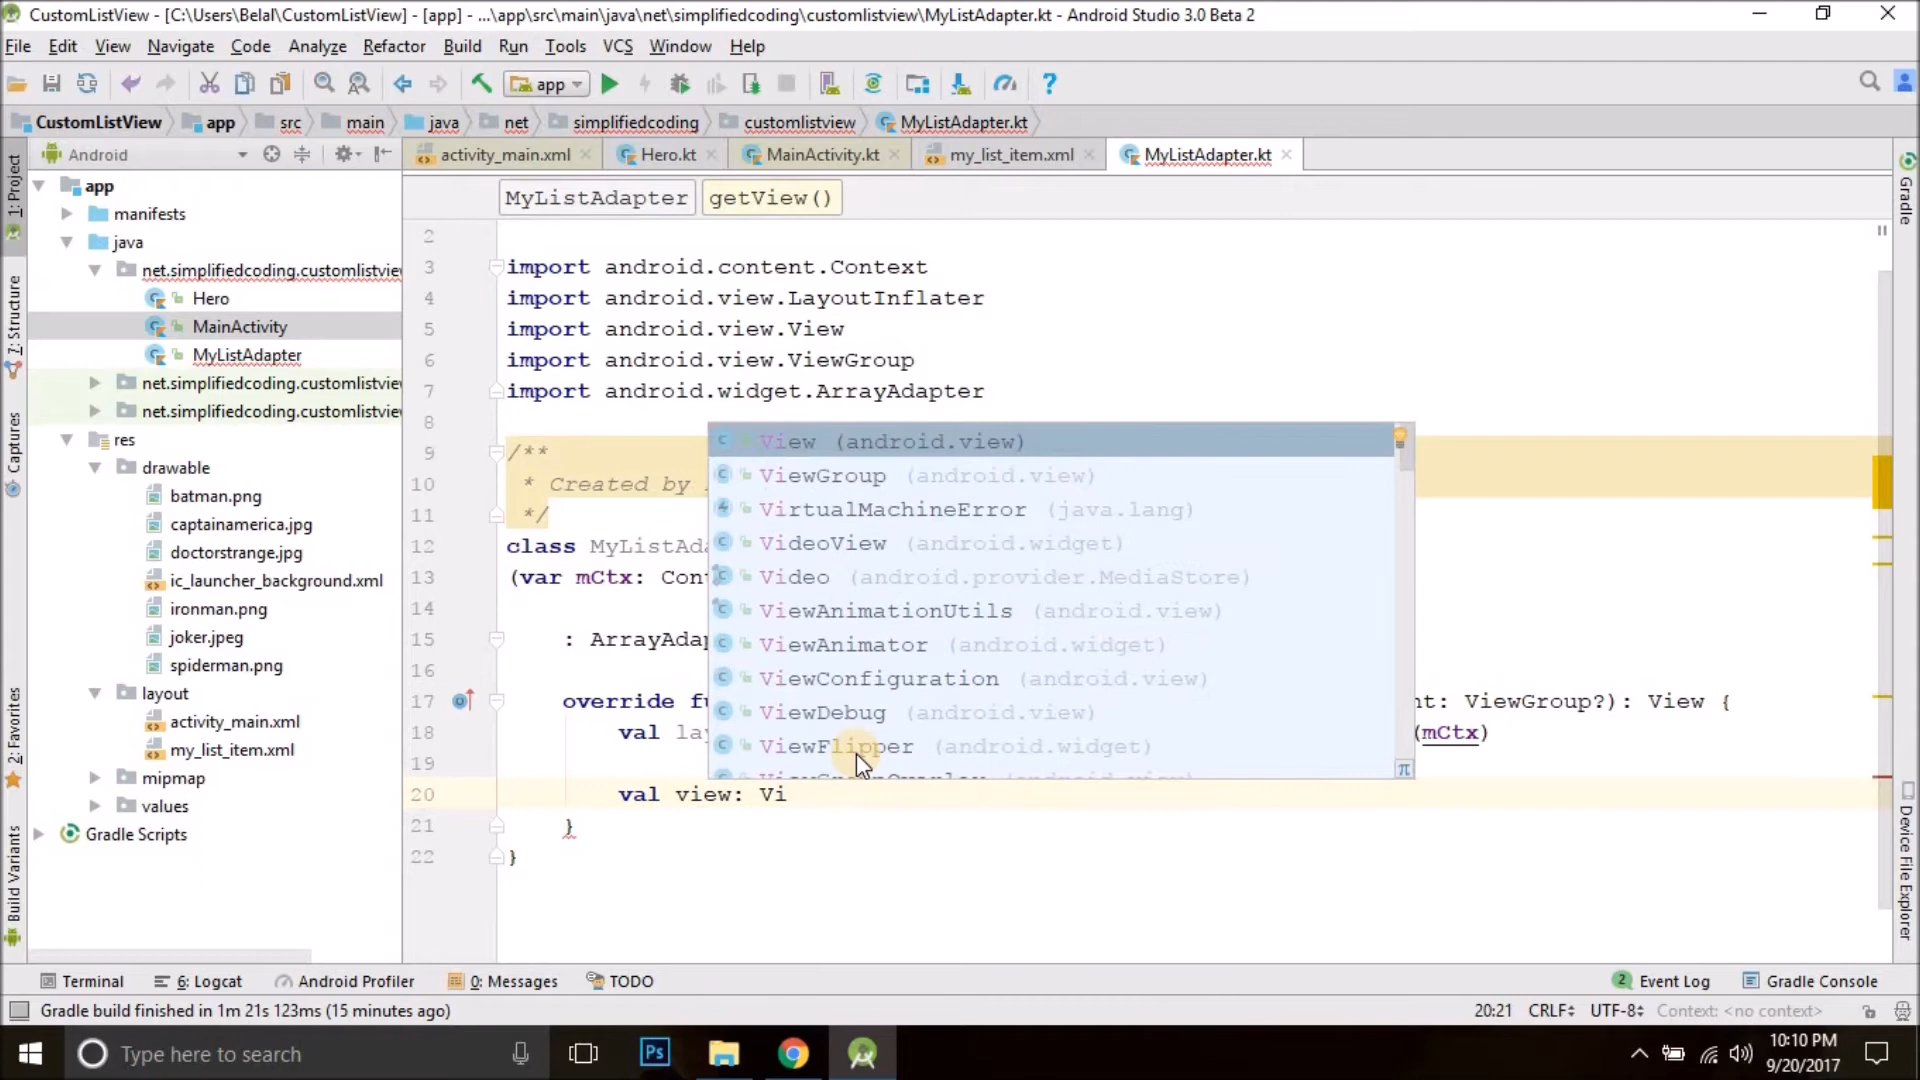 CustomListView - [C:\Users\Belal\CustomListView] - [app] - ...\app\src\main\java\net\simplifiedcoding\customlistview\MyListAdapter.kt - Android Studio 3.0 Beta 2
File Edit View Navigate Code Analyze Refactor Build Run Tools VCS Window Help
app
CustomListView app src main java net simplifiedcoding customlistview MyListAdapter.kt
Android
activity_main.xml Hero.kt MainActivity.kt my_list_item.xml MyListAdapter.kt
MyListAdapter getView()
1: Project
7: Structure
Captures
2: Favorites
Build Variants
app
manifests
java
net.simplifiedcoding.customlistview
Hero
MainActivity
MyListAdapter
net.simplifiedcoding.customlistview
net.simplifiedcoding.customlistview
res
drawable
batman.png
captainamerica.jpg
doctorstrange.jpg
ic_launcher_background.xml
ironman.png
joker.jpeg
spiderman.png
layout
activity_main.xml
my_list_item.xml
mipmap
values
Gradle Scripts
2
3 import android.content.Context
4 import android.view.LayoutInflater
5 import android.view.View
6 import android.view.ViewGroup
7 import android.widget.ArrayAdapter
8
9 /**
10 * Created by
11 */
12 class MyListAda
13 (var mCtx: Cont
14
15 : ArrayAdap
16
17 override fu nt: ViewGroup?): View {
18 val lay (mCtx)
19
20 val view: Vi
21 }
22 }
View (android.view)
ViewGroup (android.view)
VirtualMachineError (java.lang)
VideoView (android.widget)
Video (android.provider.MediaStore)
ViewAnimationUtils (android.view)
ViewAnimator (android.widget)
ViewConfiguration (android.view)
ViewDebug (android.view)
ViewFlipper (android.widget)
ViewGroupOverlay (android.view)
π
Gradle
Device File Explorer
Terminal 6: Logcat Android Profiler 0: Messages TODO 2 Event Log Gradle Console
Gradle build finished in 1m 21s 123ms (15 minutes ago) 20:21 CRLF UTF-8 Context: <no context>
Type here to search
Ps
10:10 PM
9/20/2017